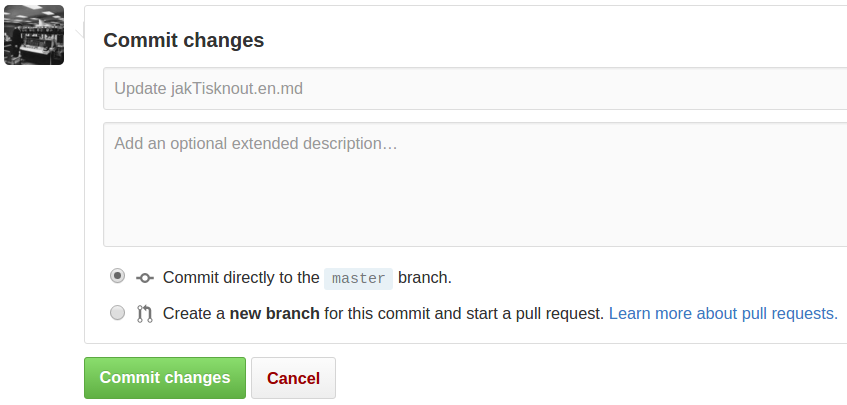 Commit changes
Update jakTisknout.en.md
Add an optional extended description…
Commit directly to the master branch.
Create a new branch for this commit and start a pull request. Learn more about pull requests.
Commit changes Cancel